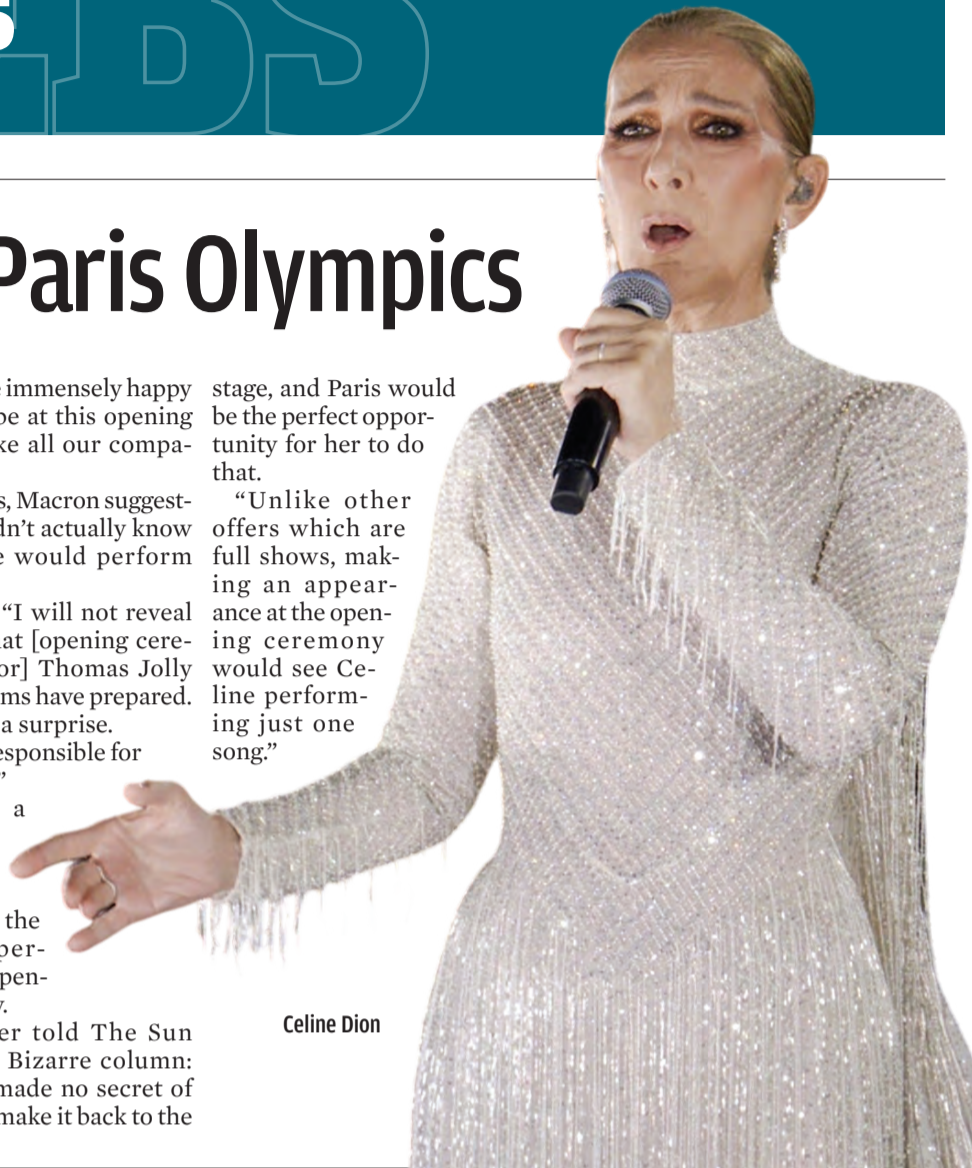 S
EBS
Paris Olympics
immensely happy
be at this opening
ke all our compa-
s, Macron suggest-
dn’t actually know
e would perform
“I will not reveal
at [opening cere-
or] Thomas Jolly
ms have prepared.
a surprise.
esponsible for
”
a
the
per-
pen-
y.
er told The Sun
Bizarre column:
made no secret of
make it back to the
stage, and Paris would
be the perfect oppor-
tunity for her to do
that.
“Unlike other
offers which are
full shows, mak-
ing an appear-
ance at the open-
ing ceremony
would see Ce-
line perform-
ing just one
song.”
Celine Dion